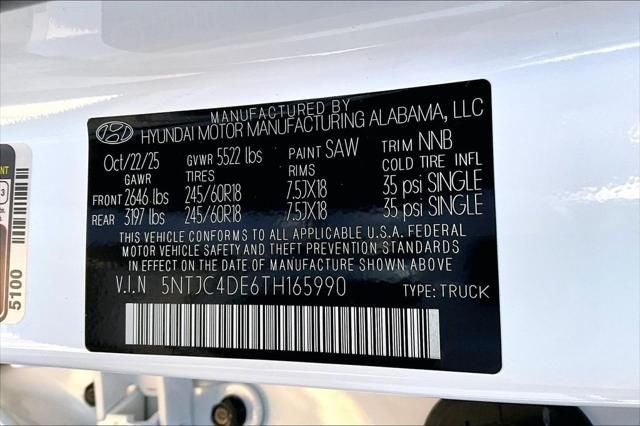 MANUFACTURED BY
HYUNDAI MOTOR MANUFACTURING ALABAMA, LLC
Oct/22/25 GVWR 5522 lbs PAINT SAW TRIM NNB
GAWR TIRES RIMS COLD TIRE INFL
FRONT 2646 lbs 245/60R18 7.5JX18 35 psi SINGLE
REAR 3197 lbs 245/60R18 7.5JX18 35 psi SINGLE
THIS VEHICLE CONFORMS TO ALL APPLICABLE U.S.A. FEDERAL
MOTOR VEHICLE SAFETY AND THEFT PREVENTION STANDARDS
IN EFFECT ON THE DATE OF MANUFACTURE SHOWN ABOVE
V.I.N 5NTJC4DE6TH165990 TYPE: TRUCK
5100